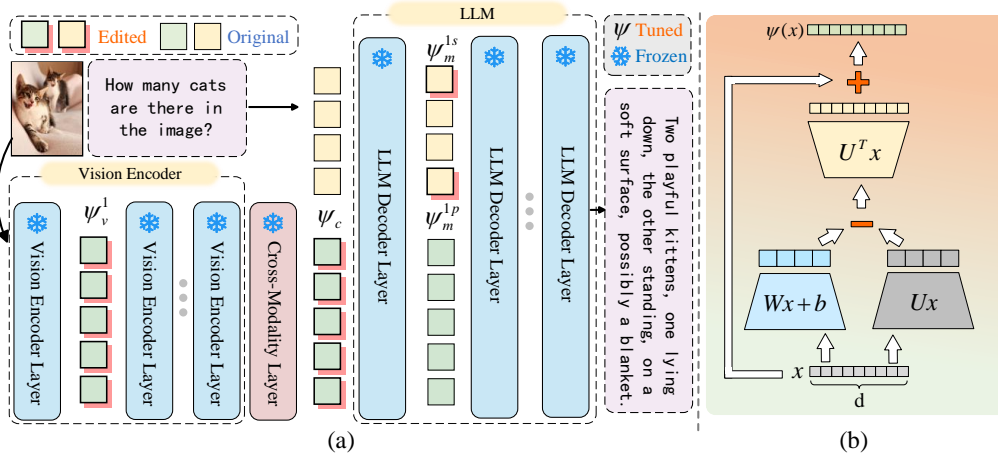 Edited
Original
How many cats
are there in
the image?
Vision Encoder
Vision Encoder Layer
ψ_v^1
Vision Encoder Layer
Vision Encoder Layer
Cross-Modality Layer
ψ_c
LLM
LLM Decoder Layer
ψ_m^{1s}
ψ_m^{1p}
LLM Decoder Layer
LLM Decoder Layer
ψ Tuned
Frozen
Two playful kittens, one lying
down, the other standing, on a
soft surface, possibly a blanket.
(a)
ψ(x)
U^T x
Wx+b
Ux
x
d
(b)